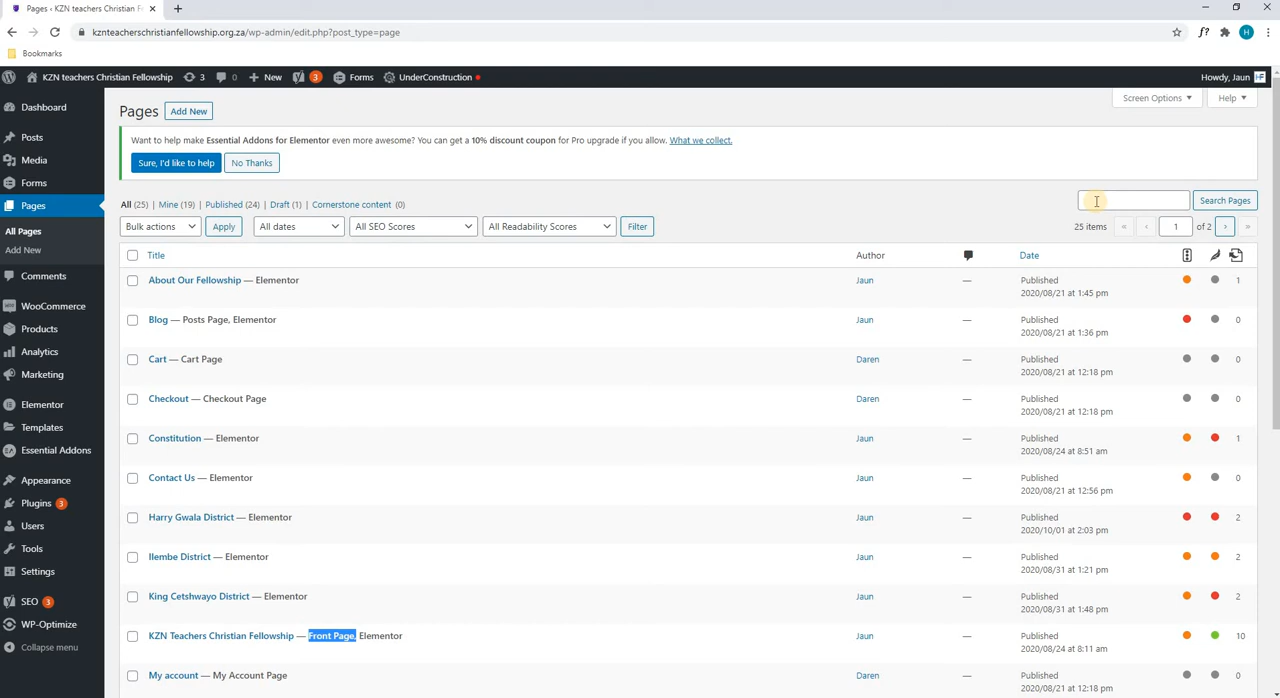 Pages ‹ KZN teachers Christian F
kznteacherschristianfellowship.org.za/wp-admin/edit.php?post_type=page
f?
H
Bookmarks
KZN teachers Christian Fellowship 3 0 New 3 Forms UnderConstruction
Howdy, Jaun
Dashboard
Posts
Media
Forms
Pages
All Pages
Add New
Comments
WooCommerce
Products
Analytics
Marketing
Elementor
Templates
Essential Addons
Appearance
Plugins 3
Users
Tools
Settings
SEO 3
WP-Optimize
Collapse menu
Screen Options Help
Pages Add New
Want to help make Essential Addons for Elementor even more awesome? You can get a 10% discount coupon for Pro upgrade if you allow. What we collect.
Sure, I'd like to help No Thanks
All (25) | Mine (19) | Published (24) | Draft (1) | Cornerstone content (0)
Search Pages
Bulk actions Apply All dates All SEO Scores All Readability Scores Filter
25 items « ‹ 1 of 2 › »
Title Author Date
About Our Fellowship — Elementor Jaun — Published 1
2020/08/21 at 1:45 pm
Blog — Posts Page, Elementor Jaun — Published 0
2020/08/21 at 1:36 pm
Cart — Cart Page Daren — Published 0
2020/08/21 at 12:18 pm
Checkout — Checkout Page Daren — Published 0
2020/08/21 at 12:18 pm
Constitution — Elementor Jaun — Published 1
2020/08/24 at 8:51 am
Contact Us — Elementor Jaun — Published 0
2020/08/21 at 12:56 pm
Harry Gwala District — Elementor Jaun — Published 2
2020/10/01 at 2:03 pm
Ilembe District — Elementor Jaun — Published 2
2020/08/31 at 1:21 pm
King Cetshwayo District — Elementor Jaun — Published 2
2020/08/31 at 1:48 pm
KZN Teachers Christian Fellowship — Front Page, Elementor Jaun — Published 10
2020/08/24 at 8:11 am
My account — My Account Page Daren — Published 0
2020/08/21 at 12:18 pm